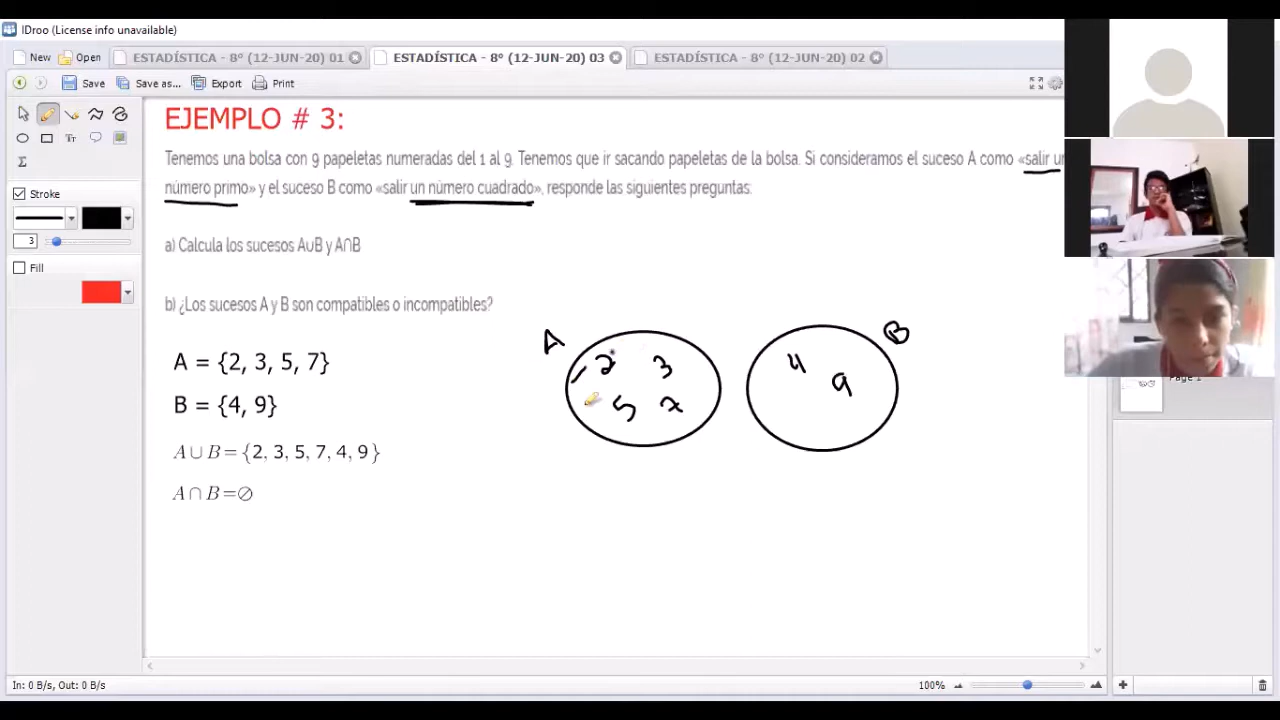 IDroo (License info unavailable)
New Open ESTADÍSTICA - 8º (12-JUN-20) 01 ESTADÍSTICA - 8º (12-JUN-20) 03 ESTADÍSTICA - 8º (12-JUN-20) 02
Save Save as... Export Print
EJEMPLO # 3:
Tenemos una bolsa con 9 papeletas numeradas del 1 al 9. Tenemos que ir sacando papeletas de la bolsa. Si consideramos el suceso A como «salir un
número primo» y el suceso B como «salir un número cuadrado», responde las siguientes preguntas:
Tt
Σ
Stroke
3
Fill
a) Calcula los sucesos A∪B y A∩B
b) ¿Los sucesos A y B son compatibles o incompatibles?
A = {2, 3, 5, 7}
B = {4, 9}
A ∪ B = {2, 3, 5, 7, 4, 9}
A ∩ B = ∅
A B
2 3 4
9
5 7
Page 1
In: 0 B/s, Out: 0 B/s 100%